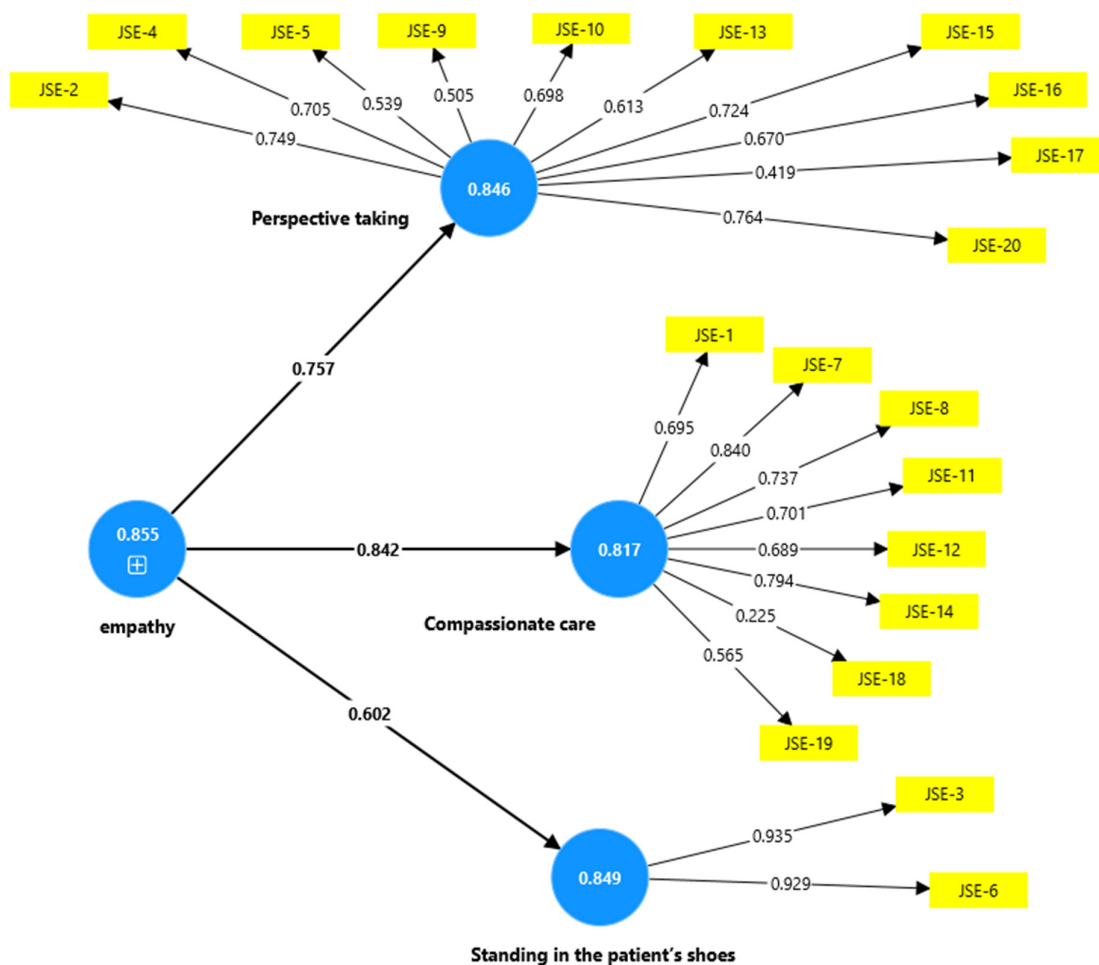 JSE-4
JSE-5
JSE-9
JSE-10
JSE-13
JSE-15
JSE-2
JSE-16
JSE-17
JSE-20
0.749
0.705
0.539
0.505
0.698
0.613
0.724
0.670
0.419
0.764
0.846
Perspective taking
0.757
0.855
empathy
0.842
0.602
JSE-1
JSE-7
JSE-8
JSE-11
JSE-12
JSE-14
JSE-18
JSE-19
0.695
0.840
0.737
0.701
0.689
0.794
0.225
0.565
0.817
Compassionate care
JSE-3
JSE-6
0.935
0.929
0.849
Standing in the patient’s shoes